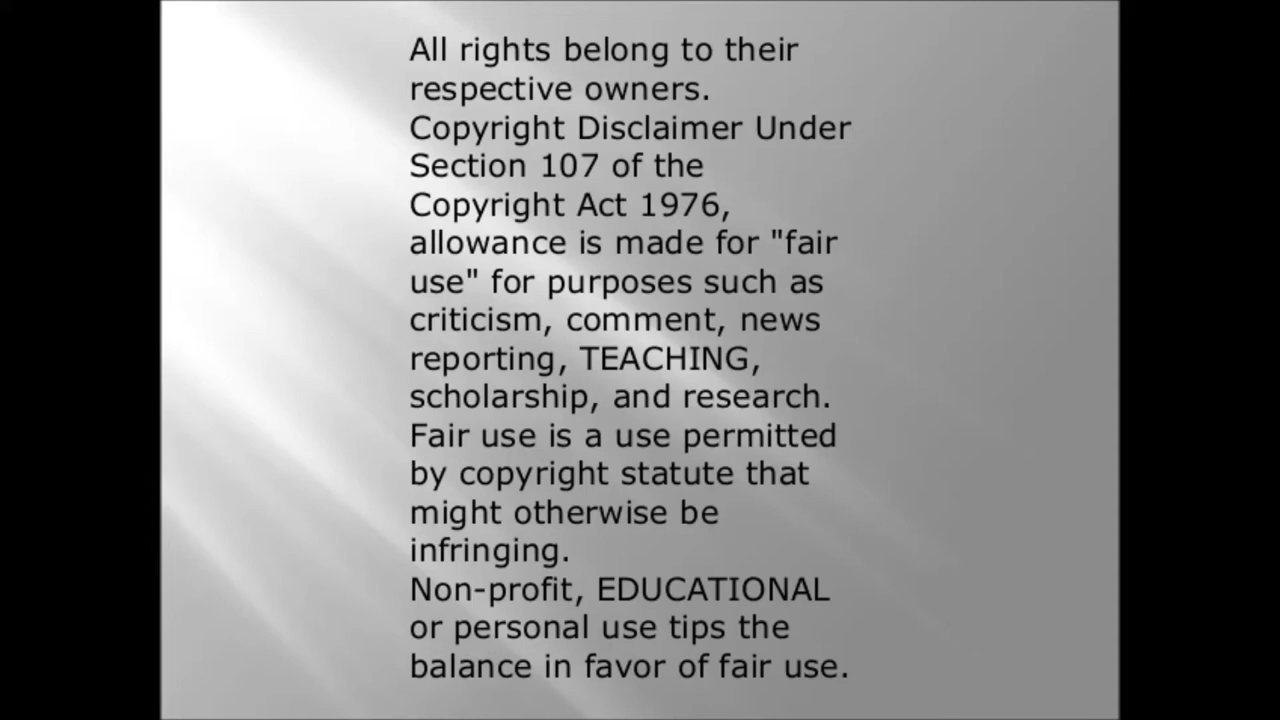 All rights belong to their
respective owners.
Copyright Disclaimer Under
Section 107 of the
Copyright Act 1976,
allowance is made for "fair
use" for purposes such as
criticism, comment, news
reporting, TEACHING,
scholarship, and research.
Fair use is a use permitted
by copyright statute that
might otherwise be
infringing.
Non-profit, EDUCATIONAL
or personal use tips the
balance in favor of fair use.